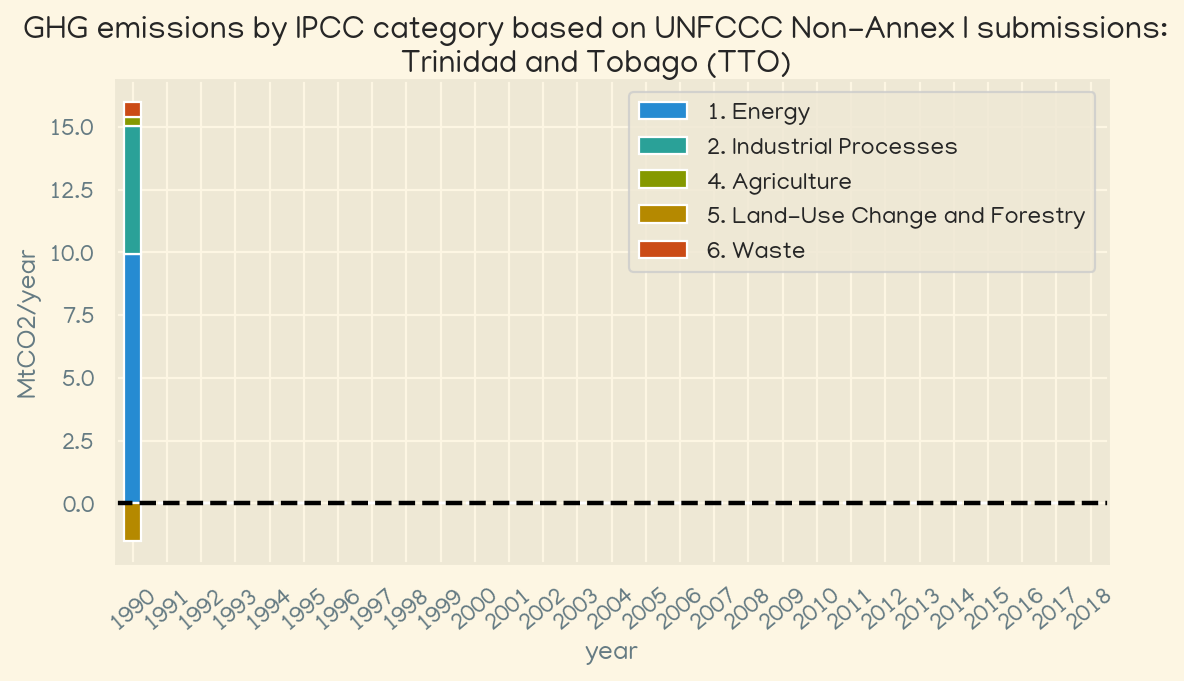 GHG emissions by IPCC category based on UNFCCC Non-Annex I submissions:
Trinidad and Tobago (TTO)
1. Energy
2. Industrial Processes
4. Agriculture
5. Land-Use Change and Forestry
6. Waste
MtCO2/year
15.0
12.5
10.0
7.5
5.0
2.5
0.0
1990 1991 1992 1993 1994 1995 1996 1997 1998 1999 2000 2001 2002 2003 2004 2005 2006 2007 2008 2009 2010 2011 2012 2013 2014 2015 2016 2017 2018
year